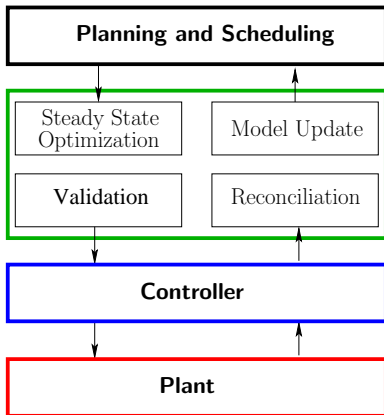 Planning and Scheduling
Steady State
Optimization
Model Update
Validation
Reconciliation
Controller
Plant